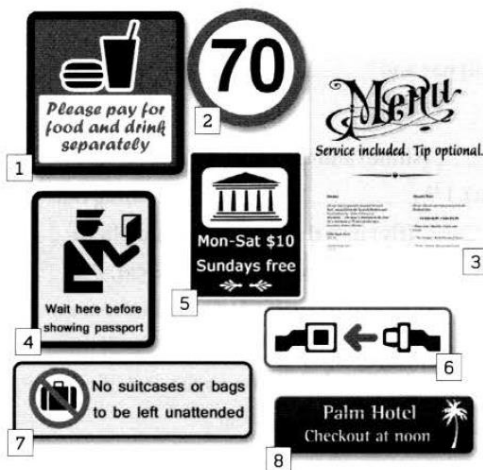 Please pay for
food and drink
separately
1
70
2
Menu
Service included. Tip optional.
3
Wait here before
showing passport
4
Mon-Sat $10
Sundays free
5
6
No suitcases or bags
to be left unattended
7
Palm Hotel
Checkout at noon
8